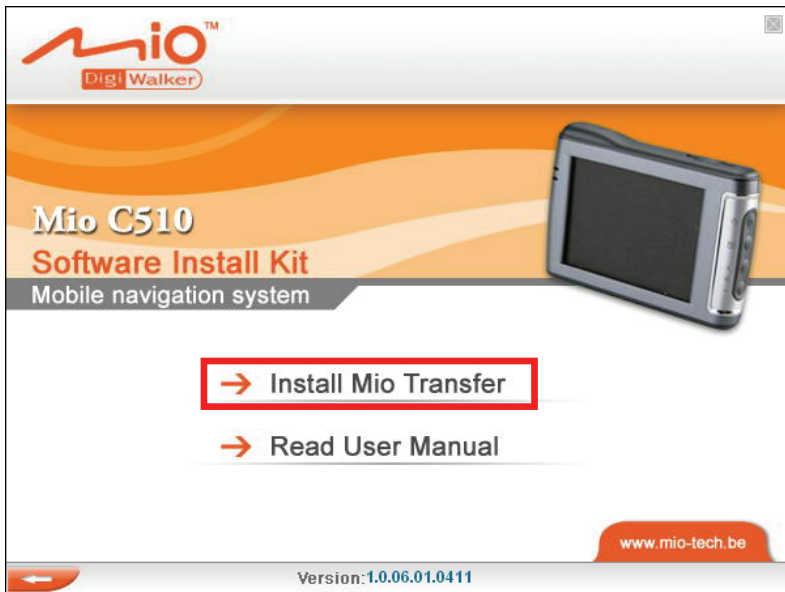 Mio™
Digi Walker
Mio C510
Software Install Kit
Mobile navigation system
Install Mio Transfer
Read User Manual
www.mio-tech.be
Version:1.0.06.01.0411